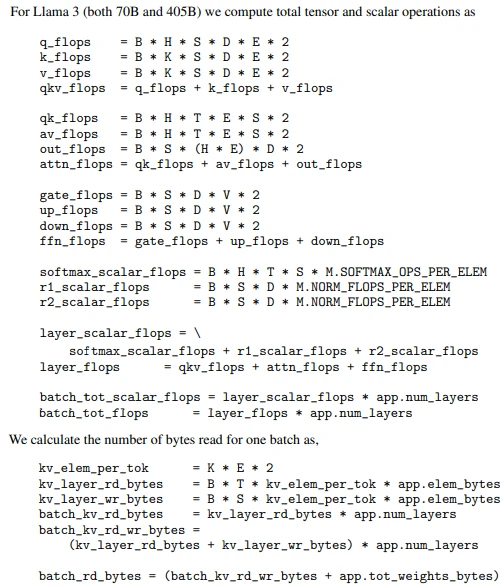 For Llama 3 (both 70B and 405B) we compute total tensor and scalar operations as
q_flops = B * H * S * D * E * 2
k_flops = B * K * S * D * E * 2
v_flops = B * K * S * D * E * 2
qkv_flops = q_flops + k_flops + v_flops
qk_flops = B * H * T * E * S * 2
av_flops = B * H * T * E * S * 2
out_flops = B * S * (H * E) * D * 2
attn_flops = qk_flops + av_flops + out_flops
gate_flops = B * S * D * V * 2
up_flops = B * S * D * V * 2
down_flops = B * S * D * V * 2
ffn_flops = gate_flops + up_flops + down_flops
softmax_scalar_flops = B * H * T * S * M.SOFTMAX_OPS_PER_ELEM
r1_scalar_flops = B * S * D * M.NORM_FLOPS_PER_ELEM
r2_scalar_flops = B * S * D * M.NORM_FLOPS_PER_ELEM
layer_scalar_flops = \
softmax_scalar_flops + r1_scalar_flops + r2_scalar_flops
layer_flops = qkv_flops + attn_flops + ffn_flops
batch_tot_scalar_flops = layer_scalar_flops * app.num_layers
batch_tot_flops = layer_flops * app.num_layers
We calculate the number of bytes read for one batch as,
kv_elem_per_tok = K * E * 2
kv_layer_rd_bytes = B * T * kv_elem_per_tok * app.elem_bytes
kv_layer_wr_bytes = B * S * kv_elem_per_tok * app.elem_bytes
batch_kv_rd_bytes = kv_layer_rd_bytes * app.num_layers
batch_kv_rd_wr_bytes =
(kv_layer_rd_bytes + kv_layer_wr_bytes) * app.num_layers
batch_rd_bytes = (batch_kv_rd_wr_bytes + app.tot_weights_bytes)